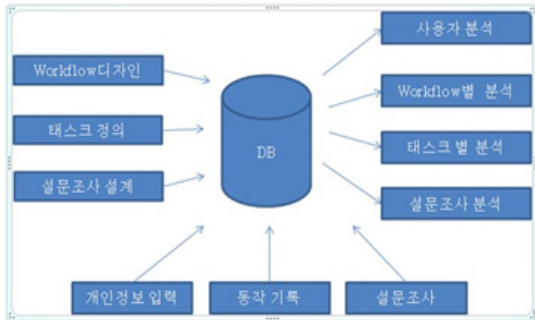 사용자 분석
Workflow디자인
Workflow별 분석
태스크 정의
DB
태스크 별 분석
설문조사 설계
설문조사 분석
개인정보 입력
동작 기록
설문조사